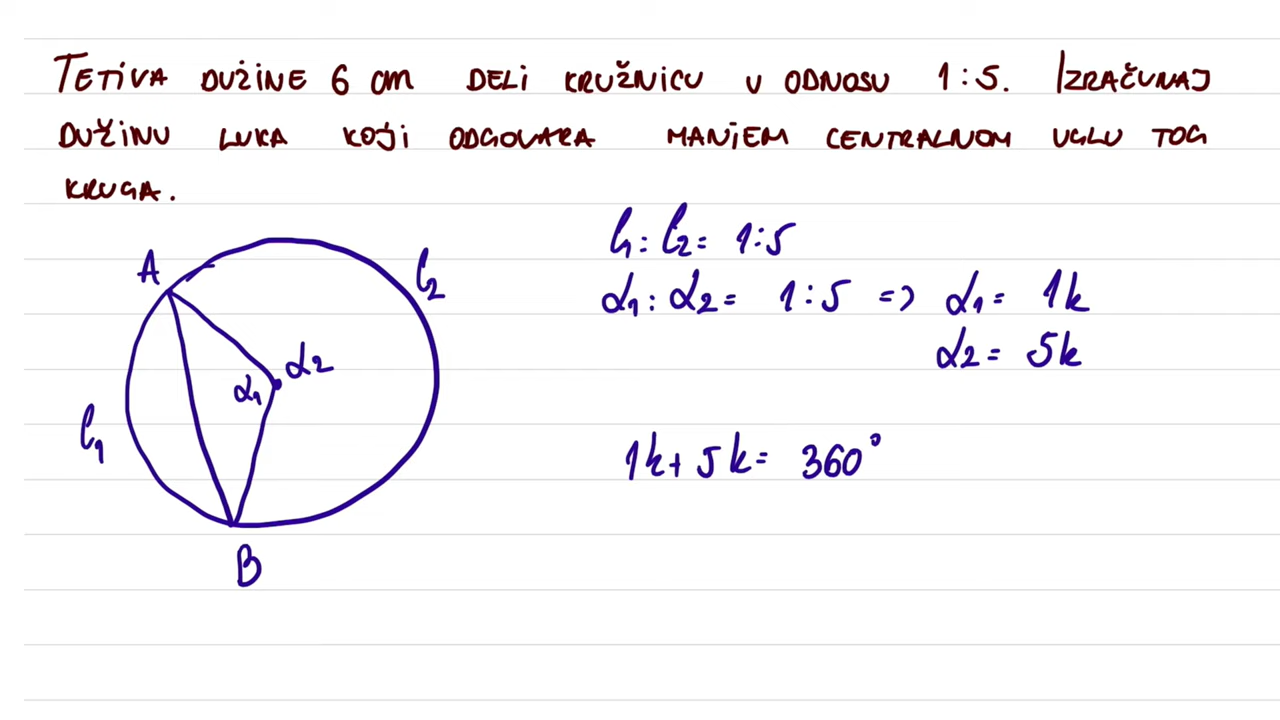 TETIVA DUŽINE 6 cm DELI KRUŽNICU U ODNOSU 1:5. IZRAČUNAJ
DUŽINU LUKA KOJI ODGOVARA MANJEM CENTRALNOM UGLU TOG
KRUGA.
l₁ : l₂ = 1:5
α₁ : α₂ = 1:5 => α₁ = 1k
α₂ = 5k
1k + 5k = 360°
A
l₂
α₂
α₁
l₁
B